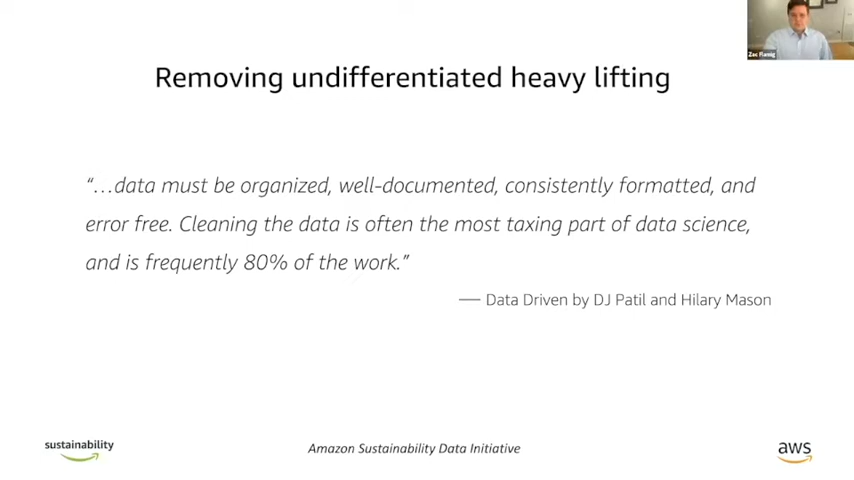 Zac Flamig
Removing undifferentiated heavy lifting
“…data must be organized, well-documented, consistently formatted, and
error free. Cleaning the data is often the most taxing part of data science,
and is frequently 80% of the work.”
— Data Driven by DJ Patil and Hilary Mason
sustainability
Amazon Sustainability Data Initiative
aws